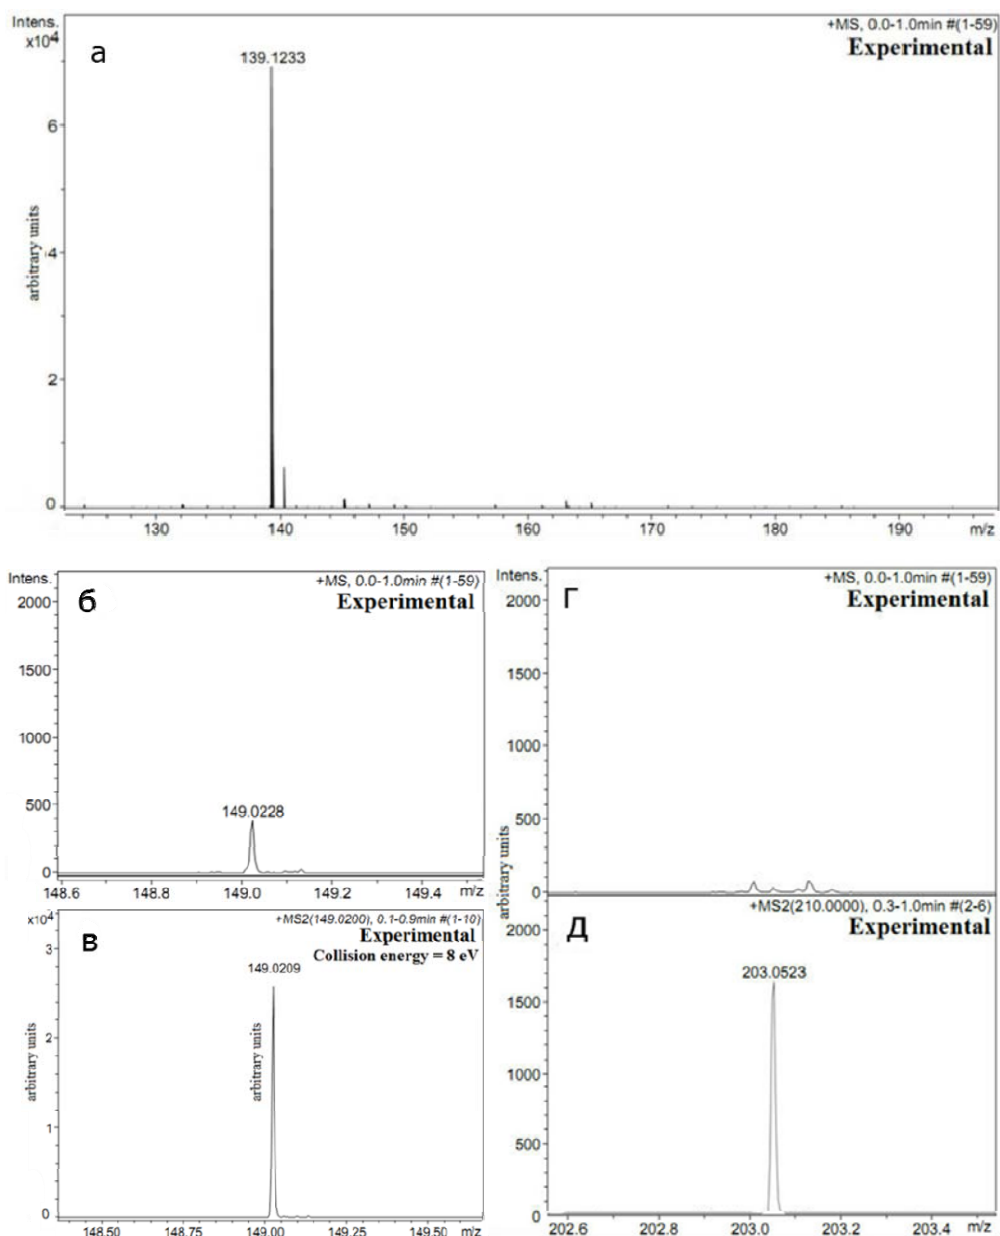 Intens.
x10⁴
а
+MS, 0.0-1.0min #(1-59)
Experimental
139.1233
6
4
2
0
arbitrary units
130 140 150 160 170 180 190 m/z
Intens.
б
+MS, 0.0-1.0min #(1-59)
Experimental
2000
1500
1000
500
0
149.0228
148.6 148.8 149.0 149.2 149.4 m/z
x10⁴
в
+MS2(149.0200), 0.1-0.9min #(1-10)
Experimental
Collision energy = 8 eV
149.0209
3
2
1
0
arbitrary units
arbitrary units
148.50 148.75 149.00 149.25 149.50 m/z
Intens.
Г
+MS, 0.0-1.0min #(1-59)
Experimental
2000
1500
1000
500
0
arbitrary units
Д
+MS2(210.0000), 0.3-1.0min #(2-6)
Experimental
203.0523
2000
1500
1000
500
0
202.6 202.8 203.0 203.2 203.4 m/z